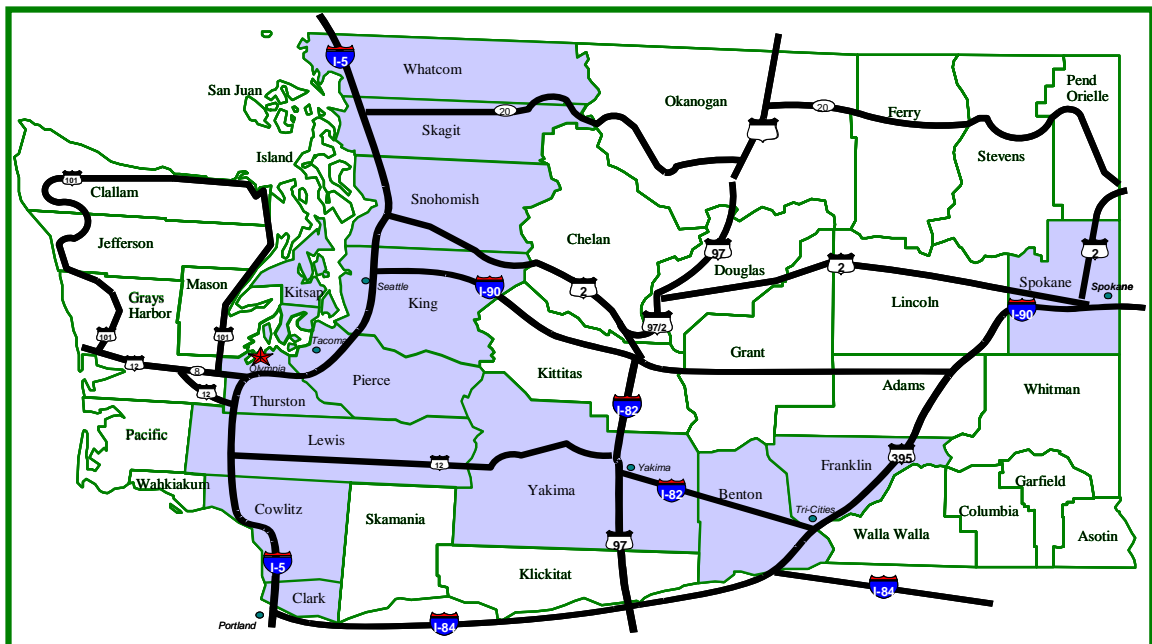 I-5
Whatcom
San Juan
Okanogan
Pend
Orielle
20
20
Ferry
Skagit
Island
Stevens
101
Clallam
Snohomish
Jefferson
Chelan
97
2
Douglas
2
Mason
Kitsap
Seattle
King
I-90
2
Spokane
Spokane
Grays
Harbor
Lincoln
I-90
97/2
101
101
Tacoma
Grant
12
8
Olympia
Pierce
Kittitas
Adams
Whitman
12
Thurston
I-82
Pacific
Lewis
12
395
Franklin
Yakima
Wahkiakum
Yakima
I-82
Benton
Garfield
Cowlitz
Skamania
Tri-Cities
Columbia
Walla Walla
Asotin
97
I-5
Klickitat
I-84
Clark
Portland
I-84